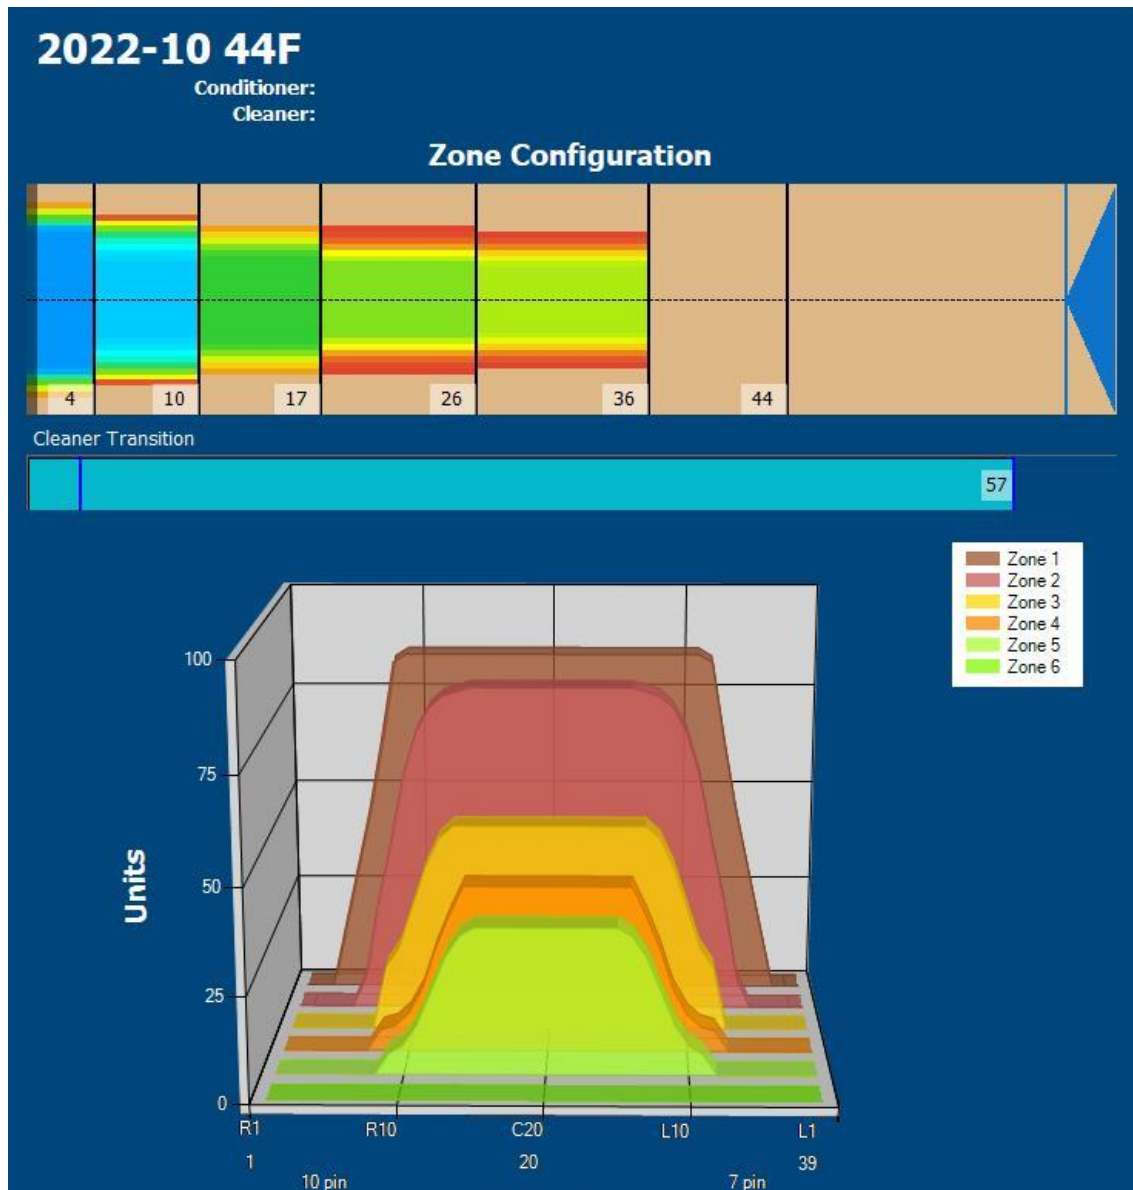 2022-10 44F
Conditioner:
Cleaner:
Zone Configuration
4 10 17 26 36 44
Cleaner Transition
57
Zone 1
Zone 2
Zone 3
Zone 4
Zone 5
Zone 6
100
75
50
25
0
Units
R1 R10 C20 L10 L1
1 20 39
10 pin 7 pin